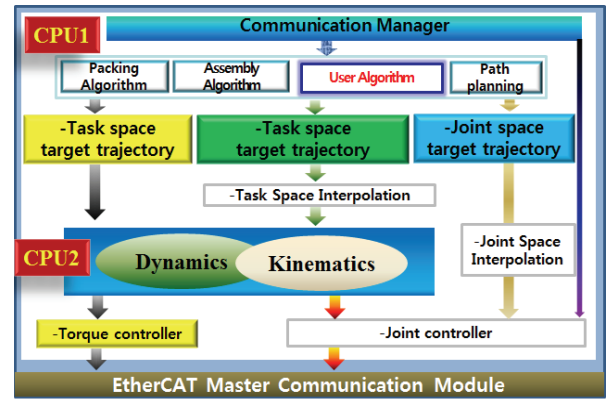 CPU1
Communication Manager
Packing
Algorithm
Assembly
Algorithm
User Algorithm
Path
planning
-Task space
target trajectory
-Task space
target trajectory
-Joint space
target trajectory
-Task Space Interpolation
-Joint Space
Interpolation
CPU2
Dynamics
Kinematics
-Torque controller
-Joint controller
EtherCAT Master Communication Module